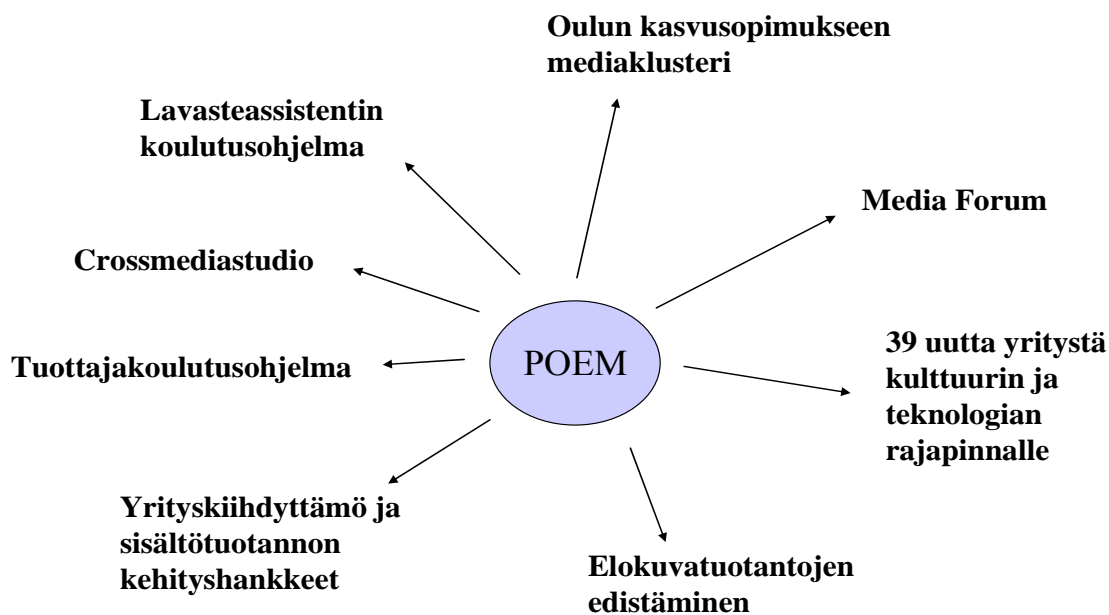 Oulun kasvusopimukseen
mediaklusteri
Lavasteassistentin
koulutusohjelma
Media Forum
Crossmediastudio
Tuottajakoulutusohjelma
POEM
39 uutta yritystä
kulttuurin ja
teknologian
rajapinnalle
Yrityskiihdyttämö ja
sisältötuotannon
kehityshankkeet
Elokuvatuotantojen
edistäminen